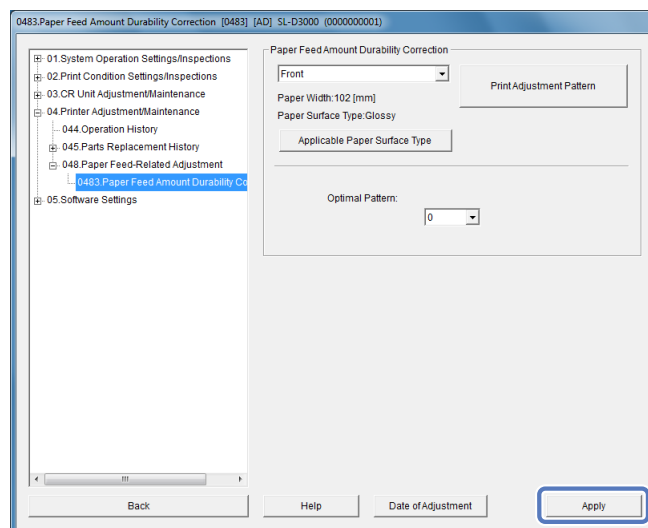 0483.Paper Feed Amount Durability Correction [0483] [AD] SL-D3000 (0000000001)
01.System Operation Settings/Inspections
02.Print Condition Settings/Inspections
03.CR Unit Adjustment/Maintenance
04.Printer Adjustment/Maintenance
044.Operation History
045.Parts Replacement History
048.Paper Feed-Related Adjustment
0483.Paper Feed Amount Durability Co
05.Software Settings
Paper Feed Amount Durability Correction
Front
Print Adjustment Pattern
Paper Width:102 [mm]
Paper Surface Type:Glossy
Applicable Paper Surface Type
Optimal Pattern:
0
Back
Help
Date of Adjustment
Apply